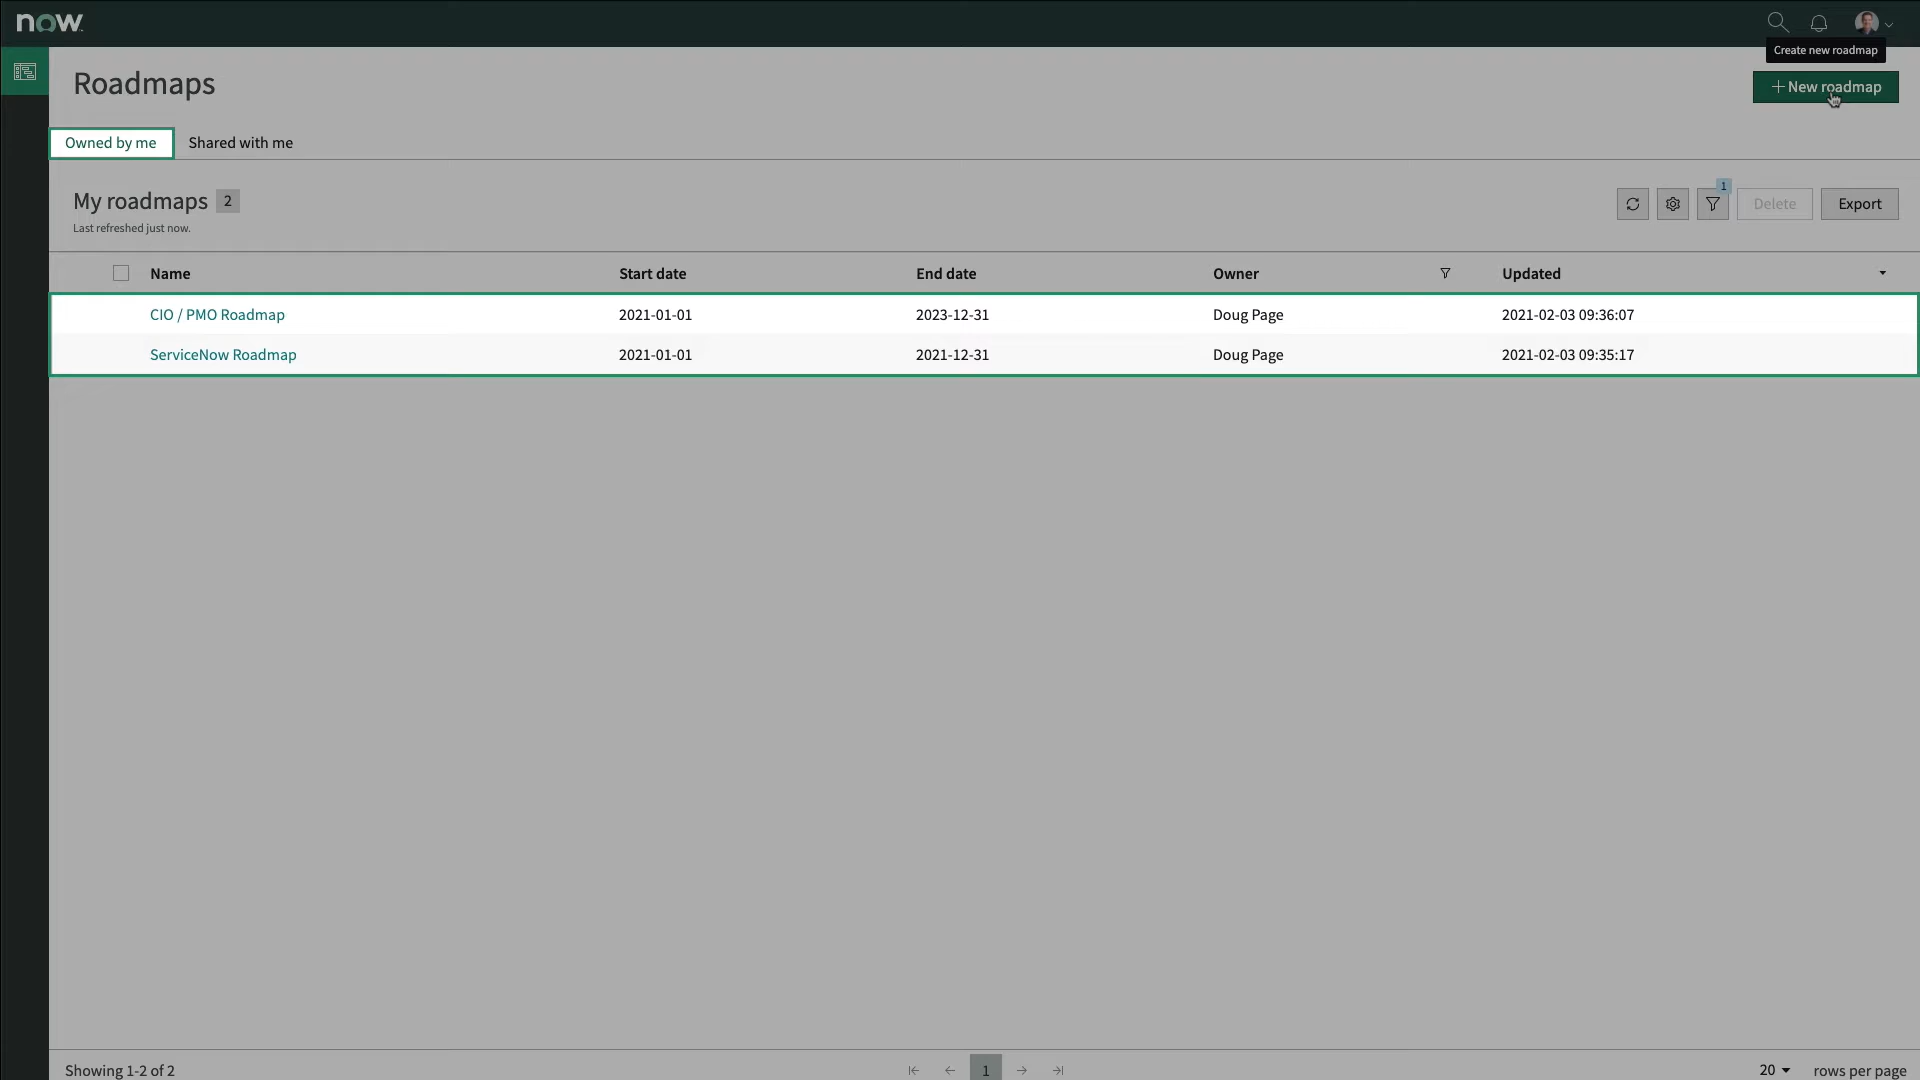 now.
Create new roadmap
Roadmaps
New roadmap
Owned by me
Shared with me
My roadmaps 2
1
Delete
Export
Last refreshed just now.
Name Start date End date Owner Updated
CIO / PMO Roadmap 2021-01-01 2023-12-31 Doug Page 2021-02-03 09:36:07
ServiceNow Roadmap 2021-01-01 2021-12-31 Doug Page 2021-02-03 09:35:17
Showing 1-2 of 2
1
20 rows per page